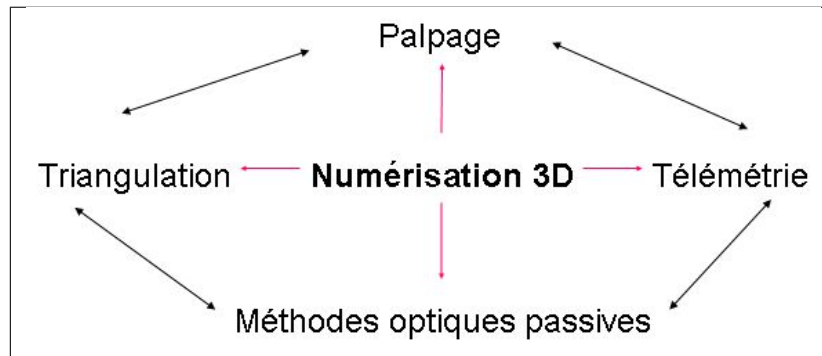 Palpage
Triangulation Numérisation 3D Télémétrie
Méthodes optiques passives